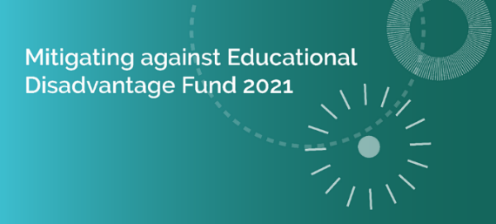 Mitigating against Educational
Disadvantage Fund 2021